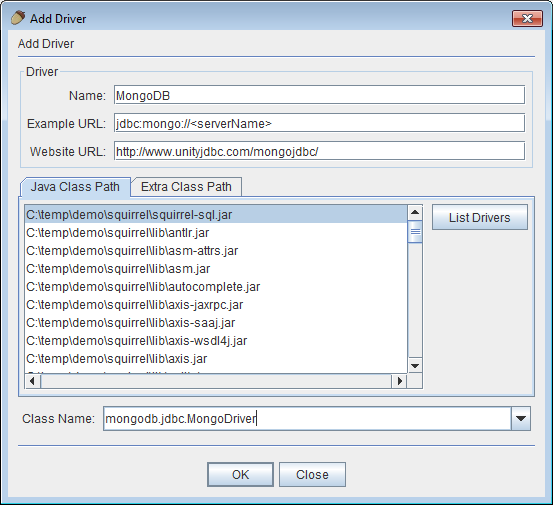 Add Driver
Add Driver
Driver
Name: MongoDB
Example URL: jdbc:mongo://<serverName>
Website URL: http://www.unityjdbc.com/mongojdbc/
Java Class Path Extra Class Path
C:\temp\demo\squirrel\squirrel-sql.jar List Drivers
C:\temp\demo\squirrel\lib\antlr.jar
C:\temp\demo\squirrel\lib\asm-attrs.jar
C:\temp\demo\squirrel\lib\asm.jar
C:\temp\demo\squirrel\lib\autocomplete.jar
C:\temp\demo\squirrel\lib\axis-jaxrpc.jar
C:\temp\demo\squirrel\lib\axis-saaj.jar
C:\temp\demo\squirrel\lib\axis-wsdl4j.jar
C:\temp\demo\squirrel\lib\axis.jar
Class Name: mongodb.jdbc.MongoDriver
OK Close